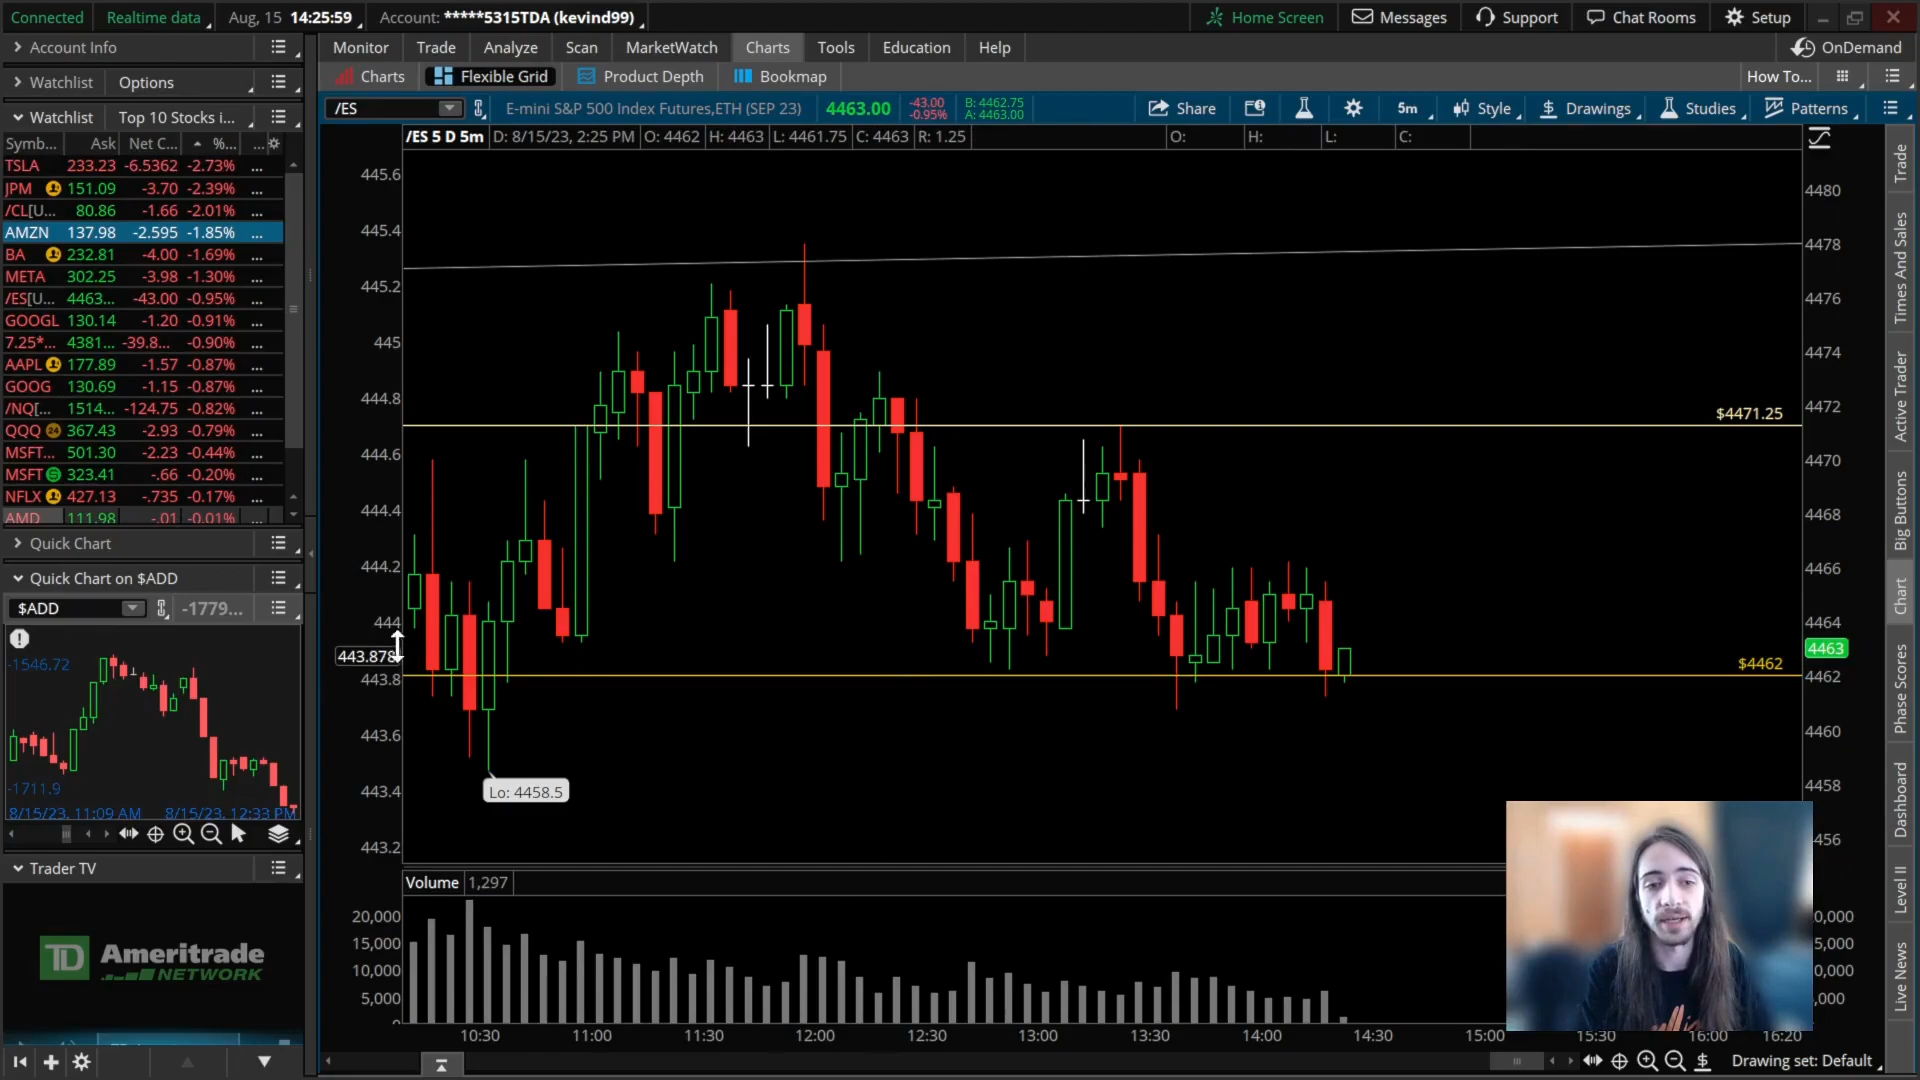 Connected Realtime data Aug, 15 14:25:59 Account: *****5315TDA (kevind99) Home Screen Messages Support Chat Rooms Setup
Account Info
Monitor Trade Analyze Scan MarketWatch Charts Tools Education Help OnDemand
Watchlist Options
Charts Flexible Grid Product Depth Bookmap How To...
Watchlist Top 10 Stocks i...
/ES E-mini S&P 500 Index Futures,ETH (SEP 23) 4463.00 -43.00 -0.95% B: 4462.75 A: 4463.00 Share 5m Style Drawings Studies Patterns
/ES 5 D 5m D: 8/15/23, 2:25 PM O: 4462 H: 4463 L: 4461.75 C: 4463 R: 1.25 O: H: L: C:
Symb... Ask Net C... %... ...
TSLA 233.23 -6.5362 -2.73% ...
JPM 151.09 -3.70 -2.39% ...
/CL[U... 80.86 -1.66 -2.01% ...
AMZN 137.98 -2.595 -1.85% ...
BA 232.81 -4.00 -1.69% ...
META 302.25 -3.98 -1.30% ...
/ES[U... 4463... -43.00 -0.95% ...
GOOGL 130.14 -1.20 -0.91% ...
7.25*... 4381... -39.8... -0.90% ...
AAPL 177.89 -1.57 -0.87% ...
GOOG 130.69 -1.15 -0.87% ...
/NQ[... 1514... -124.75 -0.82% ...
QQQ 367.43 -2.93 -0.79% ...
MSFT... 501.30 -2.23 -0.44% ...
MSFT 323.41 -.66 -0.20% ...
NFLX 427.13 -.735 -0.17% ...
AMD 111.98 -.01 -0.01% ...
Quick Chart
Quick Chart on $ADD
$ADD -1779...
-1546.72
-1711.9
8/15/23, 11:09 AM 8/15/23, 12:33 PM
Trader TV
TD Ameritrade
NETWORK
445.6
445.4
445.2
445
444.8
444.6
444.4
444.2
444
443.878
443.8
443.6
443.4
443.2
$4471.25
$4462
Lo: 4458.5
4480
4478
4476
4474
4472
4470
4468
4466
4464
4463
4462
4460
4458
Volume 1,297
20,000
15,000
10,000
5,000
10:30 11:00 11:30 12:00 12:30 13:00 13:30 14:00 14:30 15:00 15:30 16:00 16:20
Drawing set: Default
Trade
Times And Sales
Active Trader
Big Buttons
Chart
Phase Scores
Dashboard
Level II
Live News